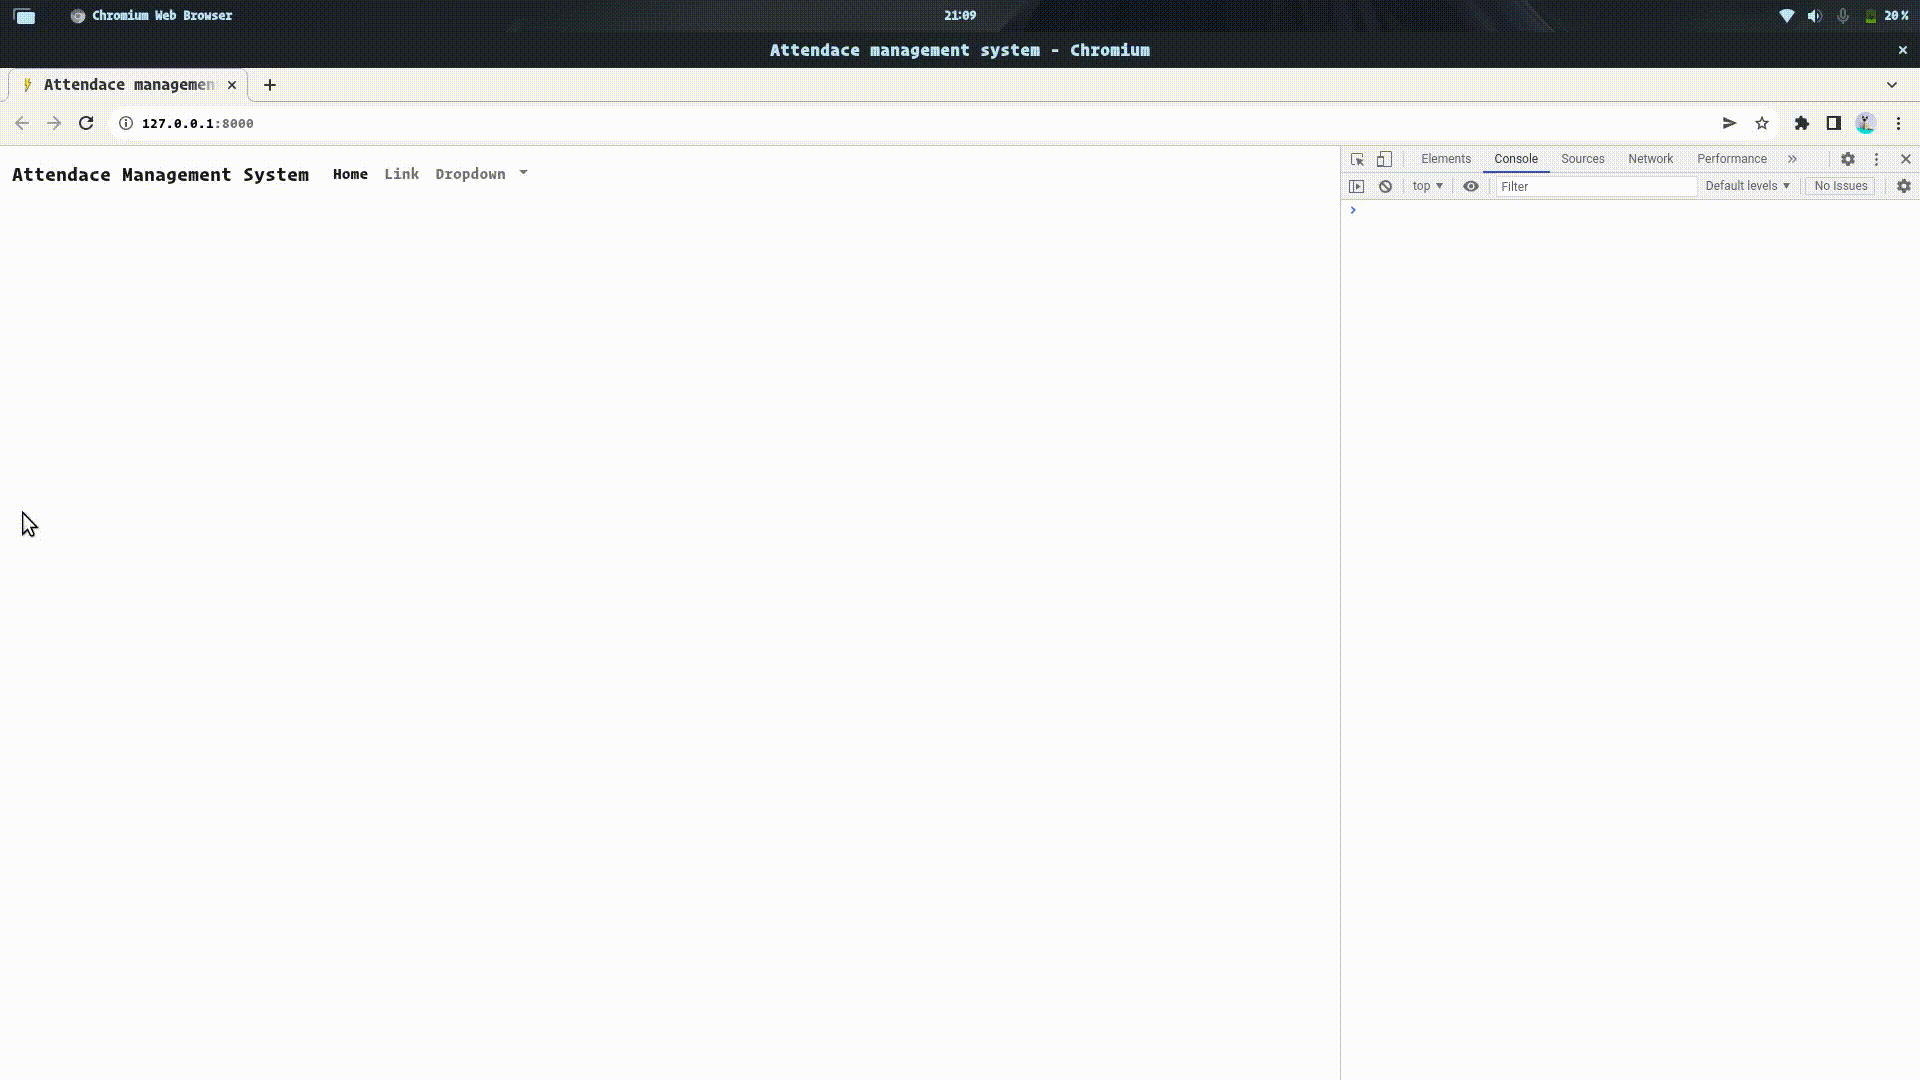 Chromium Web Browser 21:09 20%
Attendace management system - Chromium
Attendace managemen
127.0.0.1:8000
Attendace Management System Home Link Dropdown
Elements Console Sources Network Performance
top Filter Default levels No Issues